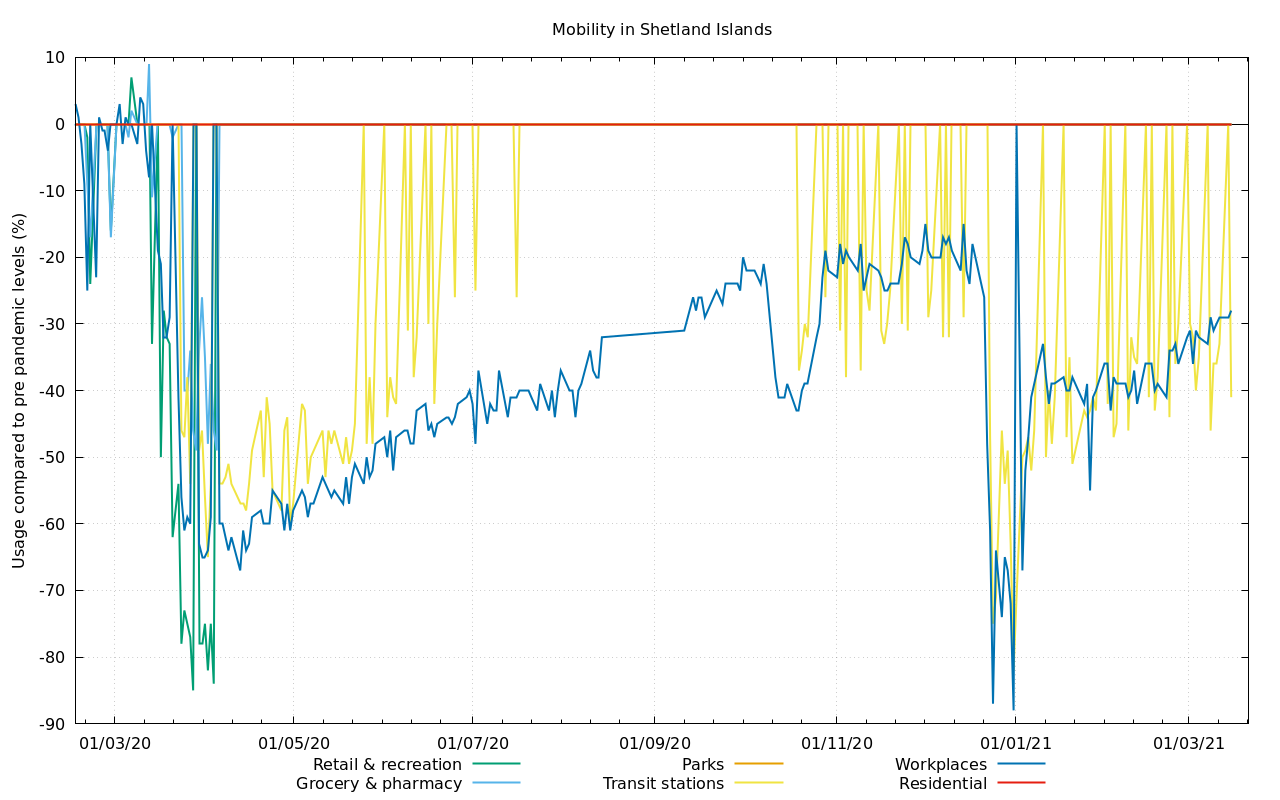 Mobility in Shetland Islands
Usage compared to pre pandemic levels (%)
10
0
-10
-20
-30
-40
-50
-60
-70
-80
-90
01/03/20 01/05/20 01/07/20 01/09/20 01/11/20 01/01/21 01/03/21
Retail & recreation Parks Workplaces
Grocery & pharmacy Transit stations Residential